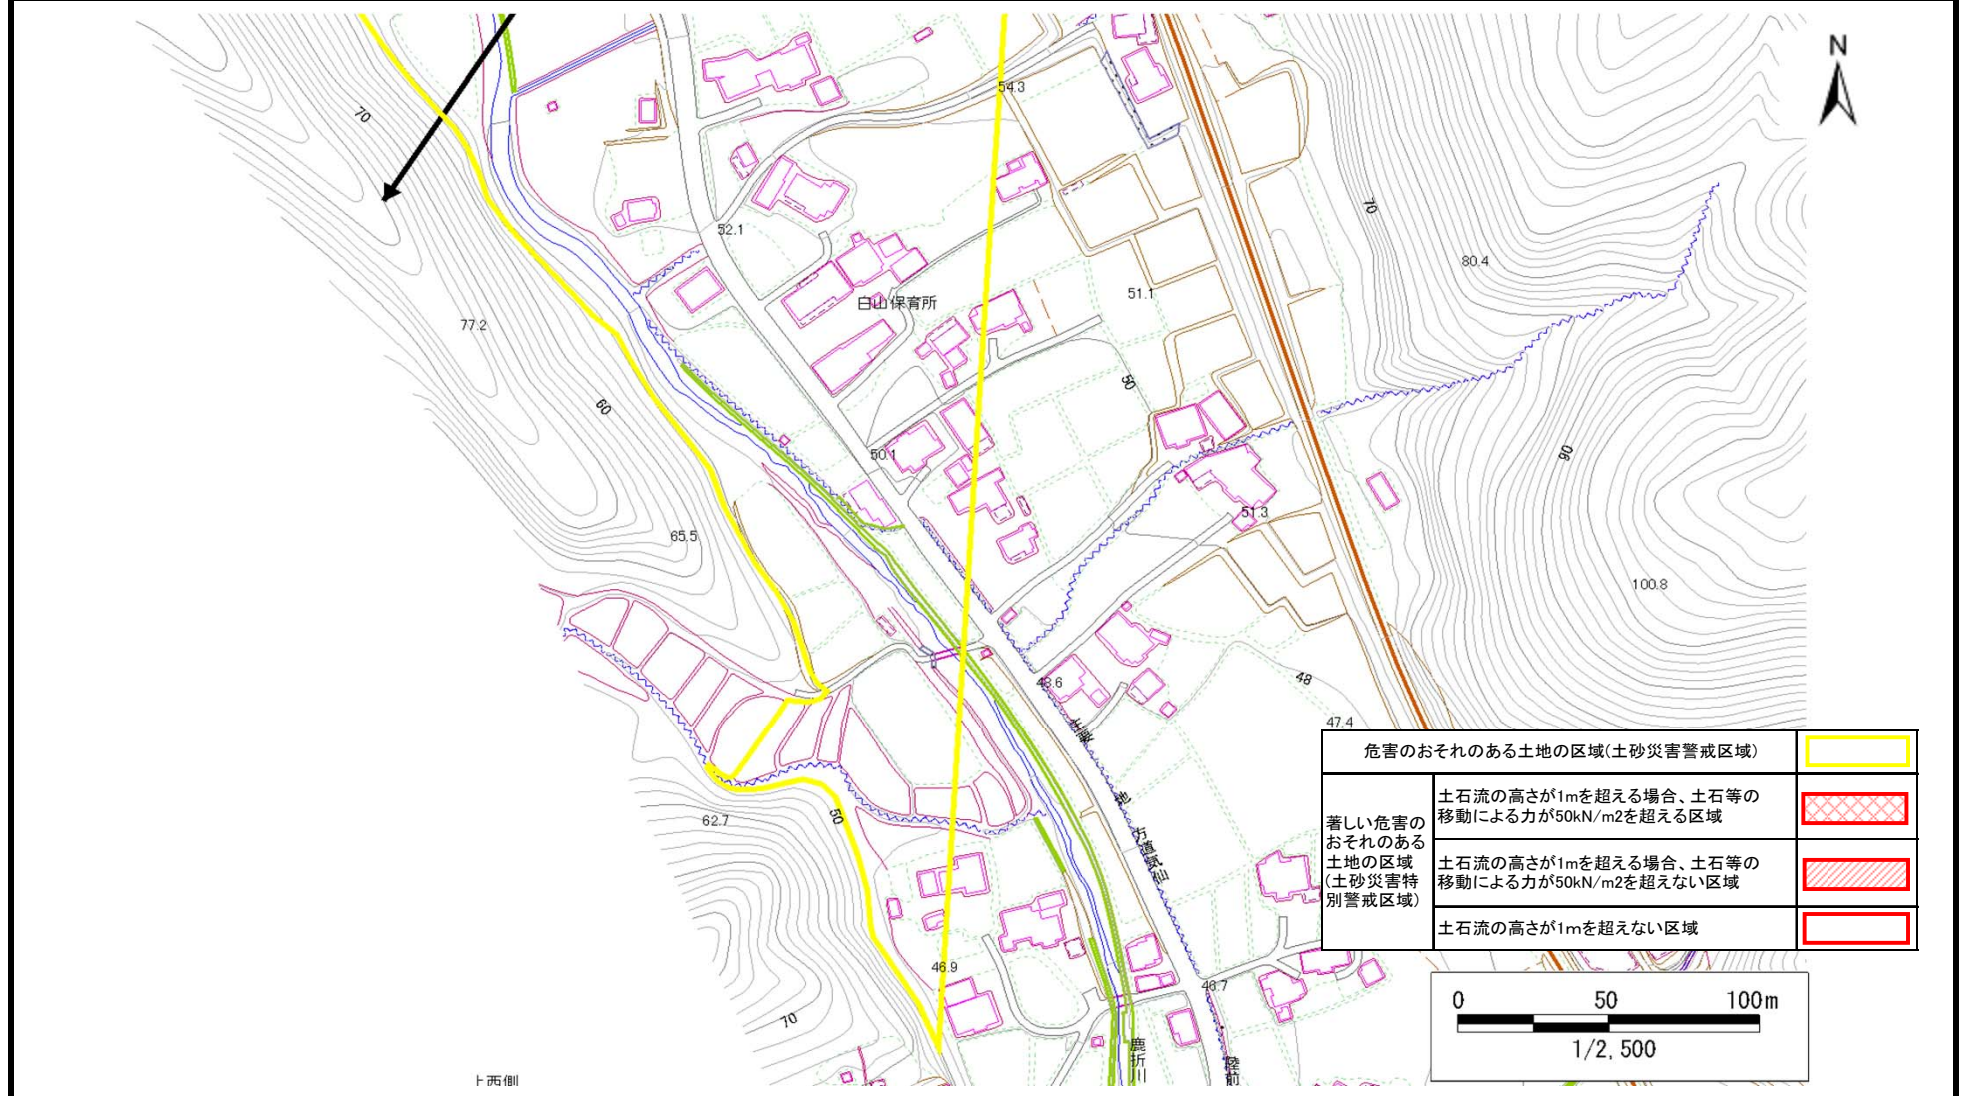 N
70
54.3
52.1
70
80.4
51.1
白山保育所
77.2
50
60
50.1
90
65.5
51.3
100.8
48.6
48
47.4
62.7
50
46.9
46.7
70
鹿折川
陸前
上西側
危害のおそれのある土地の区域(土砂災害警戒区域)
著しい危害の
おそれのある
土地の区域
(土砂災害特
別警戒区域)
土石流の高さが1mを超える場合、土石等の
移動による力が50kN/m2を超える区域
土石流の高さが1mを超える場合、土石等の
移動による力が50kN/m2を超えない区域
土石流の高さが1mを超えない区域
0 50 100m
1/2,500